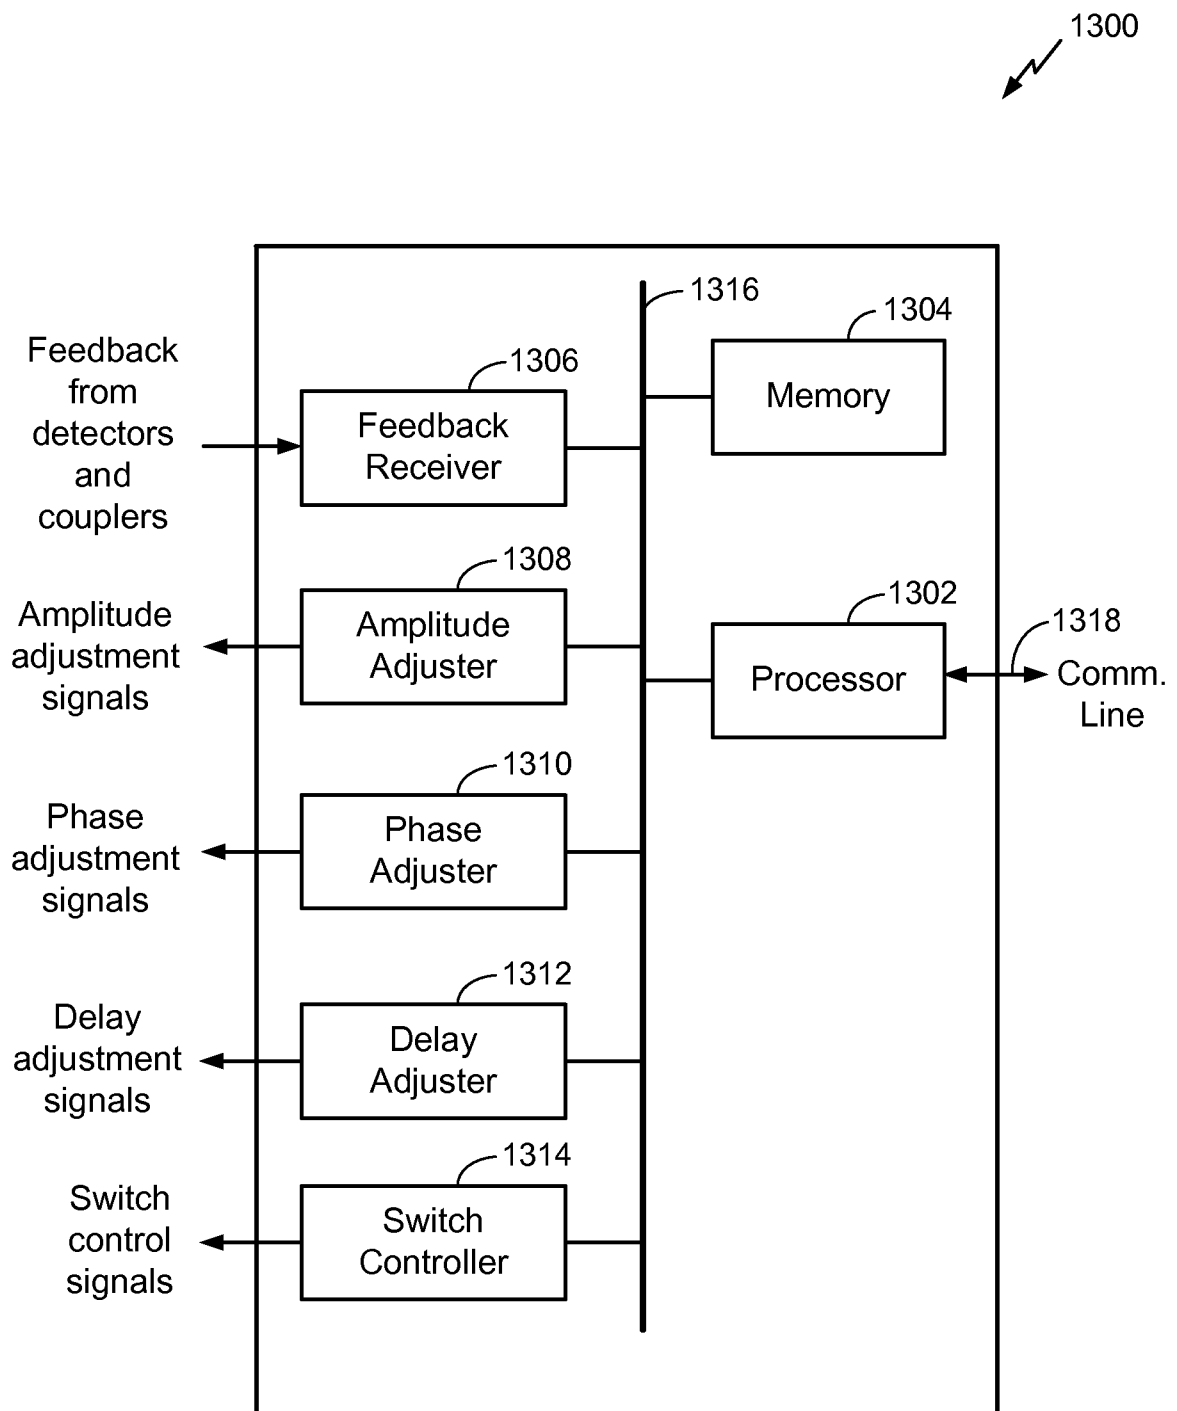 1300
1316
1304
Memory
Feedback
from
detectors
and
couplers
1306
Feedback
Receiver
1308
Amplitude
adjustment
signals
Amplitude
Adjuster
1302
Processor
1318
Comm.
Line
1310
Phase
adjustment
signals
Phase
Adjuster
1312
Delay
adjustment
signals
Delay
Adjuster
1314
Switch
control
signals
Switch
Controller